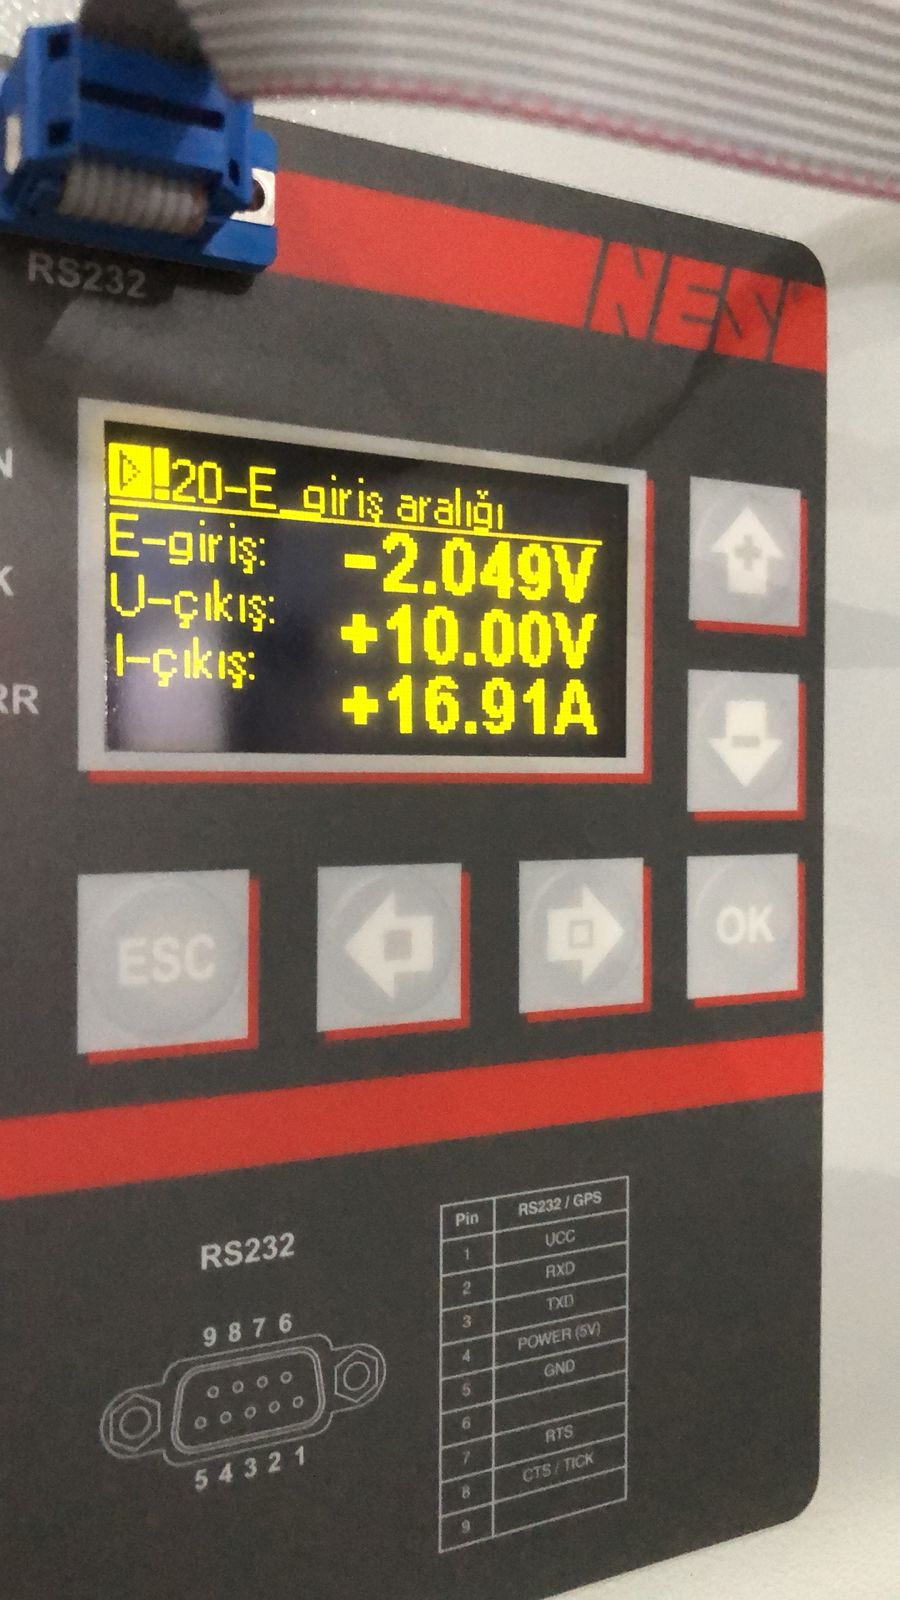 RS232
NES
N
20-E giriş aralığı
E-giriş: -2.049V
K
U-çıkış: +10.00V
I-çıkış: +16.91A
RR
ESC
OK
RS232
9 8 7 6
5 4 3 2 1
Pin RS232 / GPS
1 UCC
2 RXD
3 TXD
4 POWER (5V)
5 GND
6
7 RTS
8 CTS / TICK
9